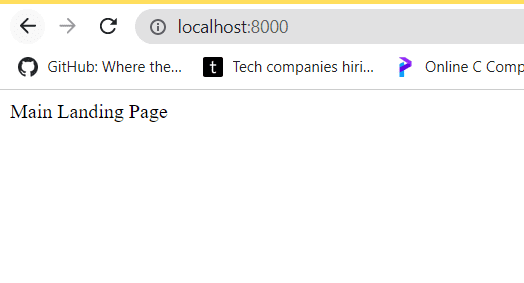 localhost:8000
GitHub: Where the... t Tech companies hiri... Online C Comp
Main Landing Page